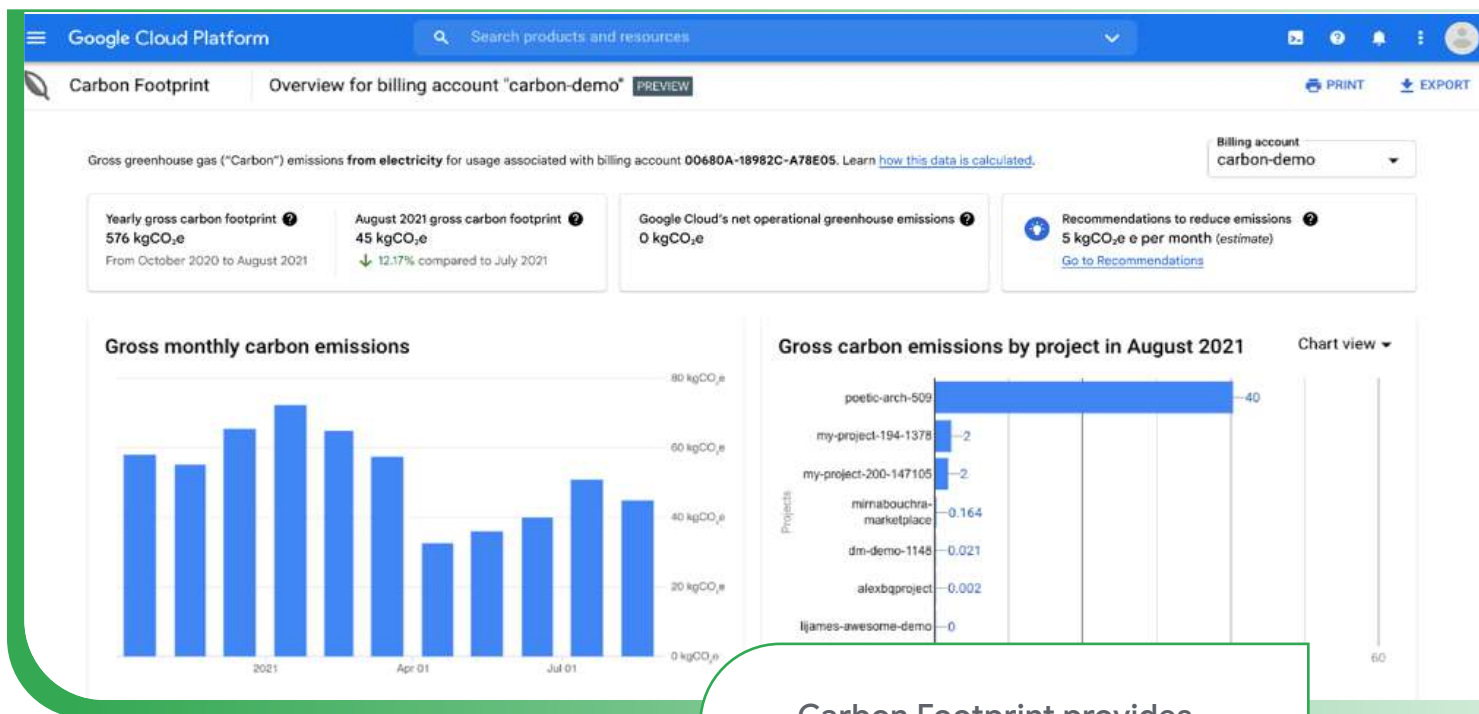 Google Cloud Platform
Search products and resources
Carbon Footprint
Overview for billing account "carbon-demo" PREVIEW
PRINT
EXPORT
Gross greenhouse gas ("Carbon") emissions from electricity for usage associated with billing account 00680A-18982C-A78E05. Learn how this data is calculated.
Billing account
carbon-demo
Yearly gross carbon footprint
576 kgCO₂e
From October 2020 to August 2021
August 2021 gross carbon footprint
45 kgCO₂e
12.17% compared to July 2021
Google Cloud's net operational greenhouse emissions
0 kgCO₂e
Recommendations to reduce emissions
5 kgCO₂e e per month (estimate)
Go to Recommendations
Gross monthly carbon emissions
80 kgCO₂e
60 kgCO₂e
40 kgCO₂e
20 kgCO₂e
0 kgCO₂e
2021
Apr 01
Jul 01
Gross carbon emissions by project in August 2021
Chart view
Projects
poetic-arch-509
40
my-project-194-1378
2
my-project-200-147105
2
mirnabouchra-
marketplace
0.164
dm-demo-1148
0.021
alexbqproject
0.002
lijames-awesome-demo
0
60
Carbon Footprint provides